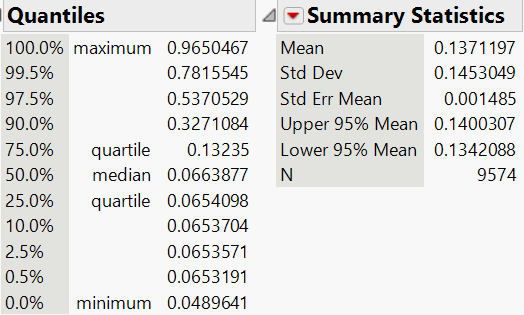 Quantiles
100.0% maximum 0.9650467
99.5% 0.7815545
97.5% 0.5370529
90.0% 0.3271084
75.0% quartile 0.13235
50.0% median 0.0663877
25.0% quartile 0.0654098
10.0% 0.0653704
2.5% 0.0653571
0.5% 0.0653191
0.0% minimum 0.0489641
Summary Statistics
Mean 0.1371197
Std Dev 0.1453049
Std Err Mean 0.001485
Upper 95% Mean 0.1400307
Lower 95% Mean 0.1342088
N 9574